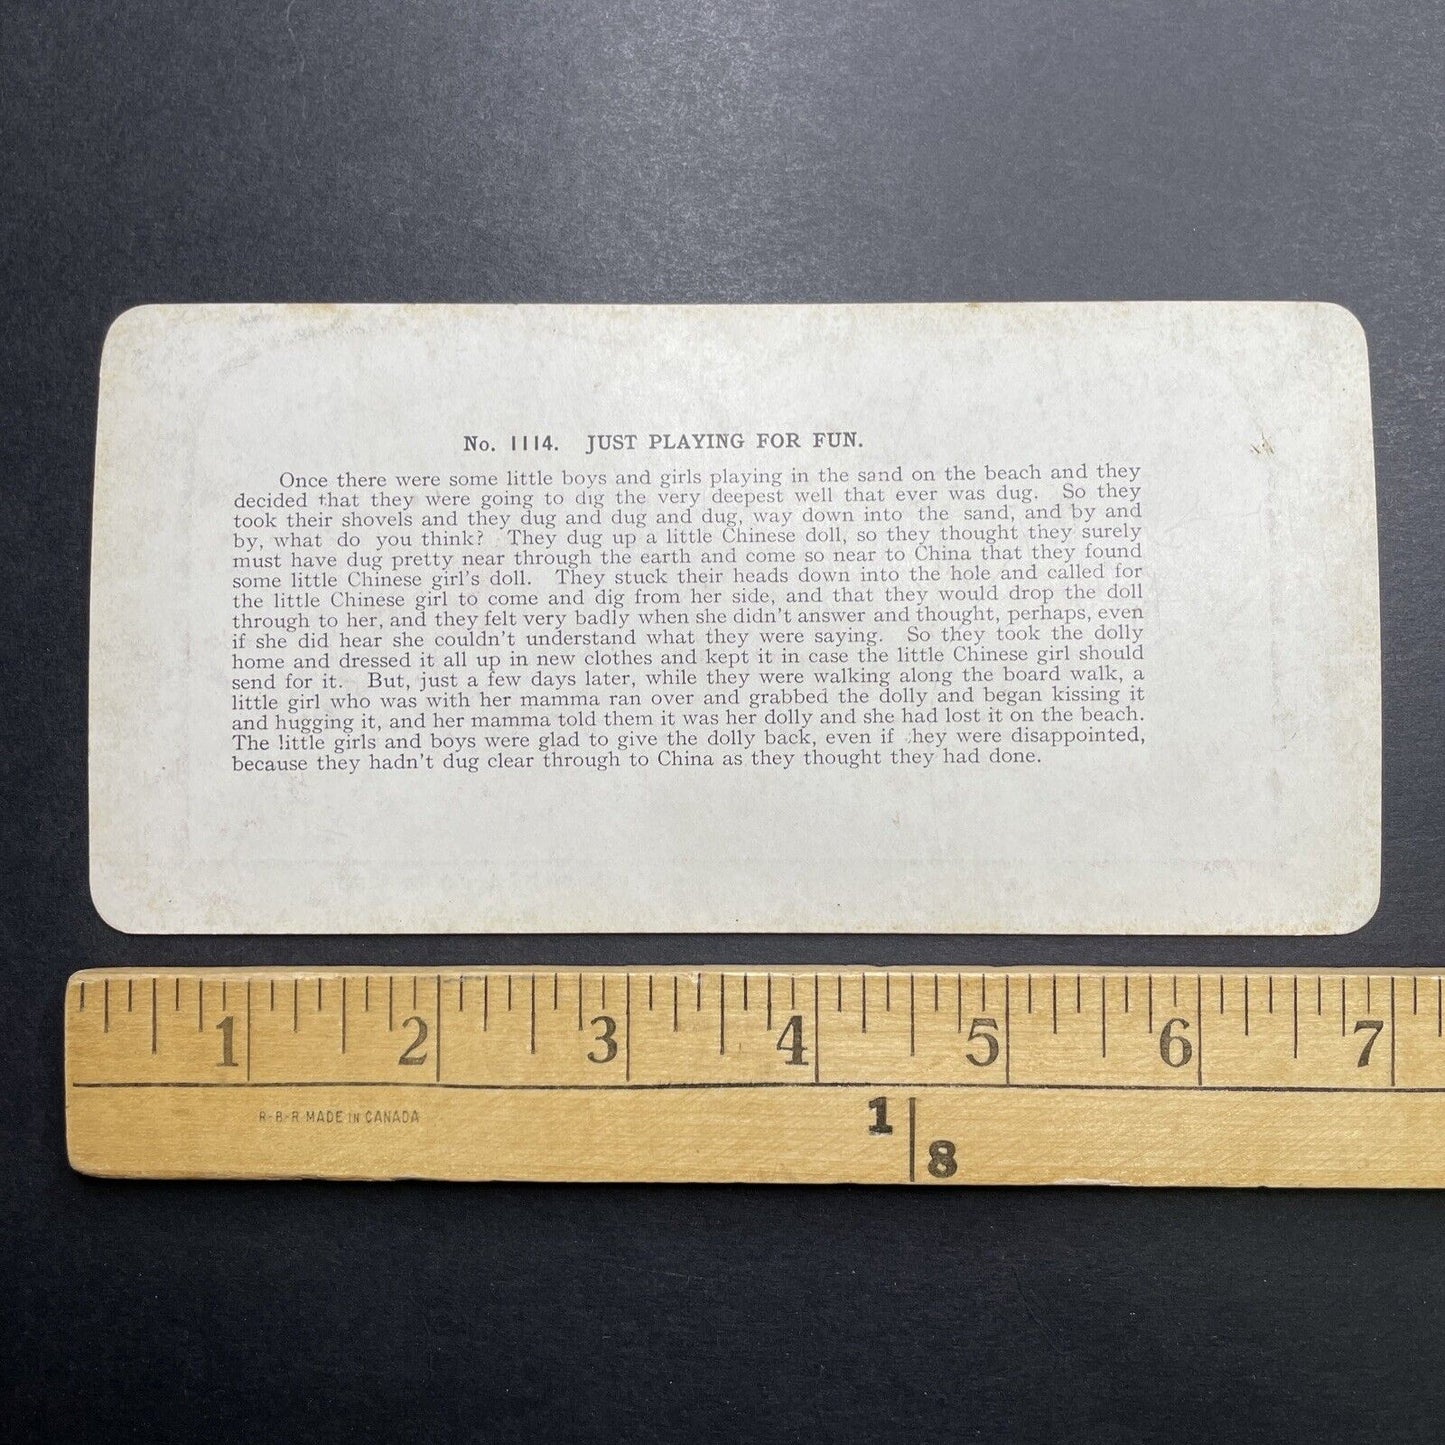 No. 1114. JUST PLAYING FOR FUN.
Once there were some little boys and girls playing in the sand on the beach and they
decided that they were going to dig the very deepest well that ever was dug. So they
took their shovels and they dug and dug and dug, way down into the sand, and by and
by, what do you think? They dug up a little Chinese doll, so they thought they surely
must have dug pretty near through the earth and come so near to China that they found
some little Chinese girl's doll. They stuck their heads down into the hole and called for
the little Chinese girl to come and dig from her side, and that they would drop the doll
through to her, and they felt very badly when she didn't answer and thought, perhaps, even
if she did hear she couldn't understand what they were saying. So they took the dolly
home and dressed it all up in new clothes and kept it in case the little Chinese girl should
send for it. But, just a few days later, while they were walking along the board walk, a
little girl who was with her mamma ran over and grabbed the dolly and began kissing it
and hugging it, and her mamma told them it was her dolly and she had lost it on the beach.
The little girls and boys were glad to give the dolly back, even if they were disappointed,
because they hadn't dug clear through to China as they thought they had done.
1 2 3 4 5 6 7
R-B-R MADE IN CANADA
1 8